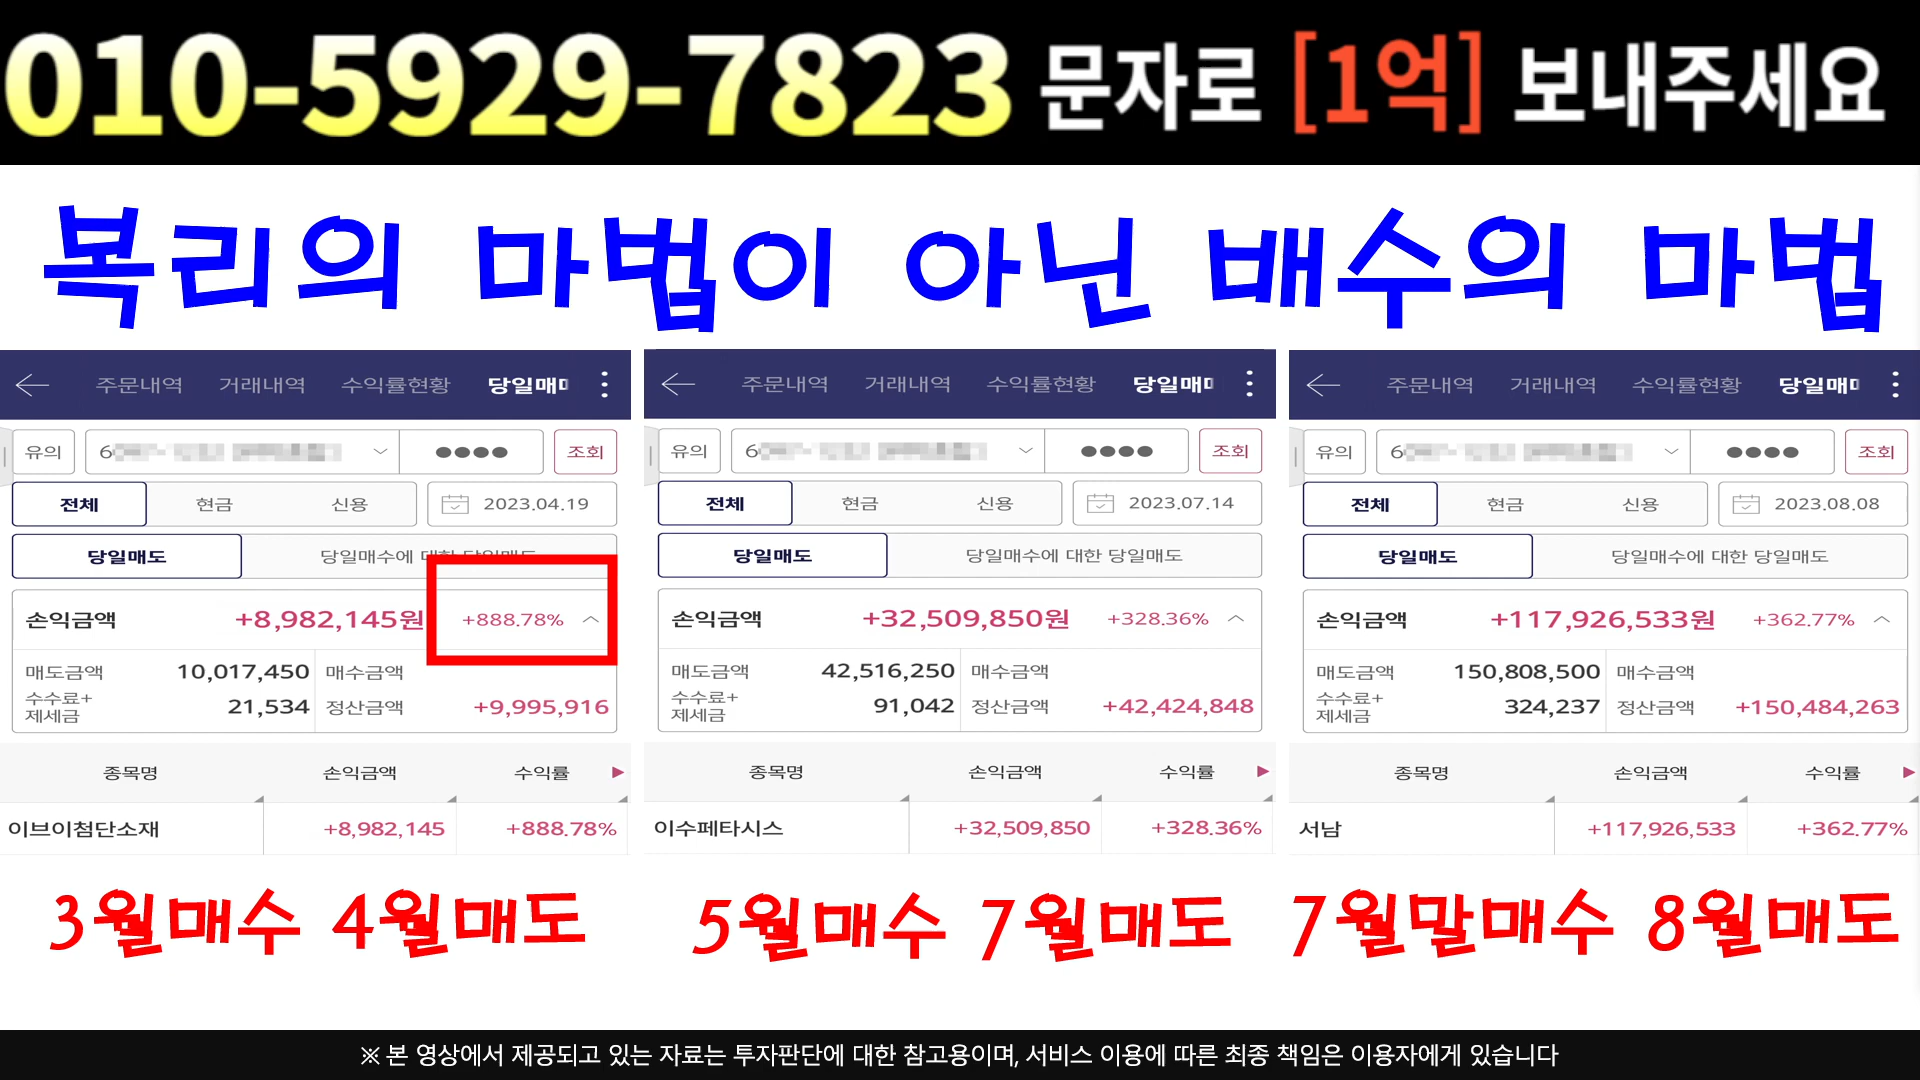 010-5929-7823 문자로 [1억] 보내주세요
복리의 마법이 아닌 배수의 마법
주문내역 거래내역 수익률현황 당일매매
유의 6 ●●●● 조회
전체 현금 신용 2023.04.19
당일매도 당일매수에 대한 당일매도
손익금액 +8,982,145원 +888.78%
매도금액 10,017,450 매수금액
수수료+
제세금 21,534 정산금액 +9,995,916
종목명 손익금액 수익률
이브이첨단소재 +8,982,145 +888.78%
3월매수 4월매도
주문내역 거래내역 수익률현황 당일매매
유의 6 ●●●● 조회
전체 현금 신용 2023.07.14
당일매도 당일매수에 대한 당일매도
손익금액 +32,509,850원 +328.36%
매도금액 42,516,250 매수금액
수수료+
제세금 91,042 정산금액 +42,424,848
종목명 손익금액 수익률
이수페타시스 +32,509,850 +328.36%
5월매수 7월매도
주문내역 거래내역 수익률현황 당일매매
유의 6 ●●●● 조회
전체 현금 신용 2023.08.08
당일매도 당일매수에 대한 당일매도
손익금액 +117,926,533원 +362.77%
매도금액 150,808,500 매수금액
수수료+
제세금 324,237 정산금액 +150,484,263
종목명 손익금액 수익률
서남 +117,926,533 +362.77%
7월말매수 8월매도
※ 본 영상에서 제공되고 있는 자료는 투자판단에 대한 참고용이며, 서비스 이용에 따른 최종 책임은 이용자에게 있습니다